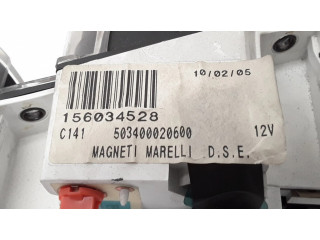 10/02/05
156034528
C141 503400020600 12V
MAGNETI MARELLI D.S.E.